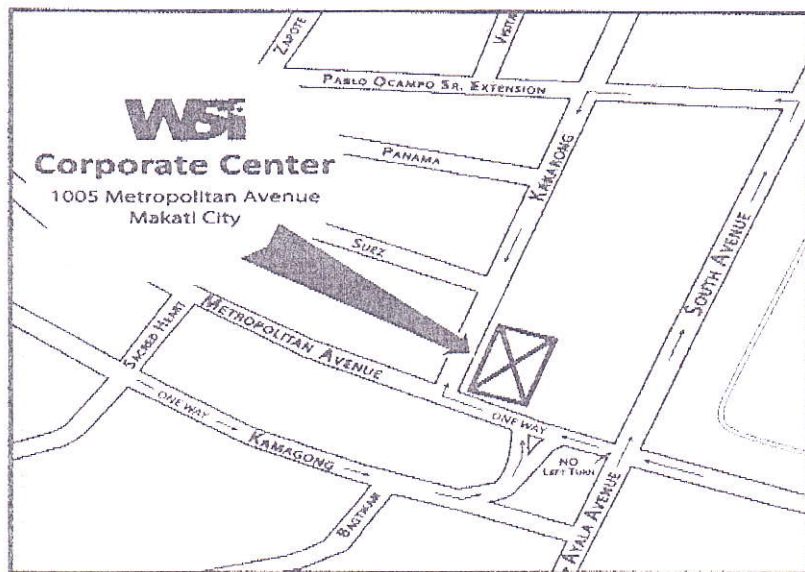 ZAPOTE
VISITA
PABLO OCAMPO SR. EXTENSION
WSi
Corporate Center
1005 Metropolitan Avenue
Makati City
PANAMA
KAKARONG
SUEZ
SOUTH AVENUE
METROPOLITAN AVENUE
SACRED HEART
ONE WAY
ONE WAY
KAMAGONG
NO
LEFT TURN
BAGTIKAN
AYALA AVENUE